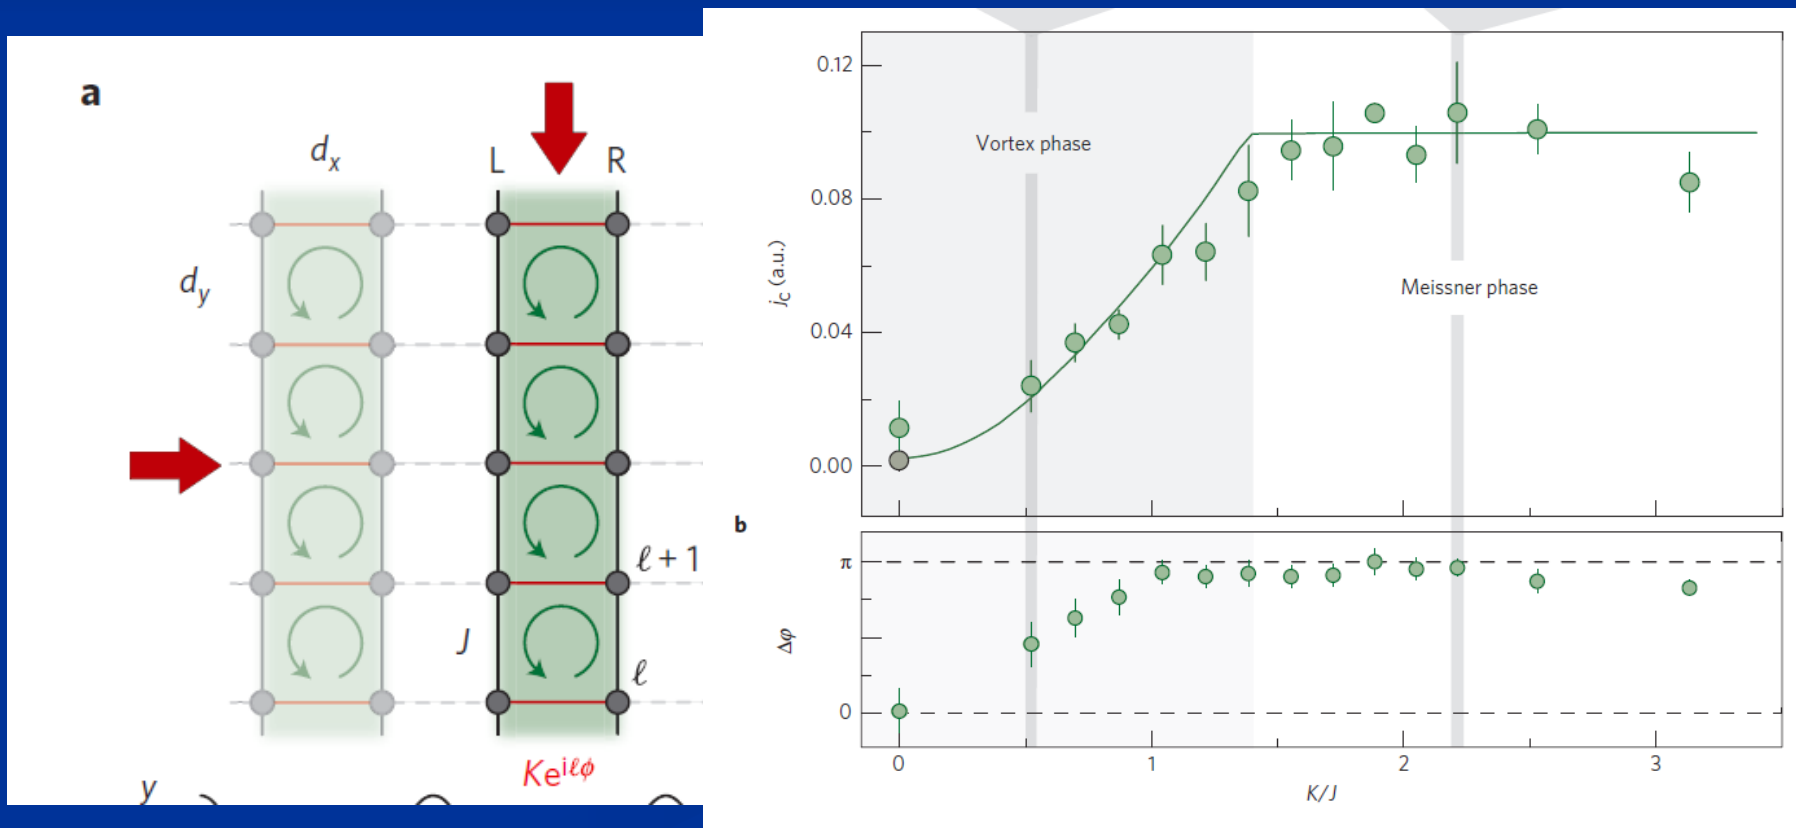 a
d_x
L
R
d_y
ℓ + 1
J
ℓ
Ke^{iℓϕ}
y
0.12
0.08
0.04
0.00
j_C (a.u.)
Vortex phase
Meissner phase
b
π
0
Δφ
0
1
2
3
K/J